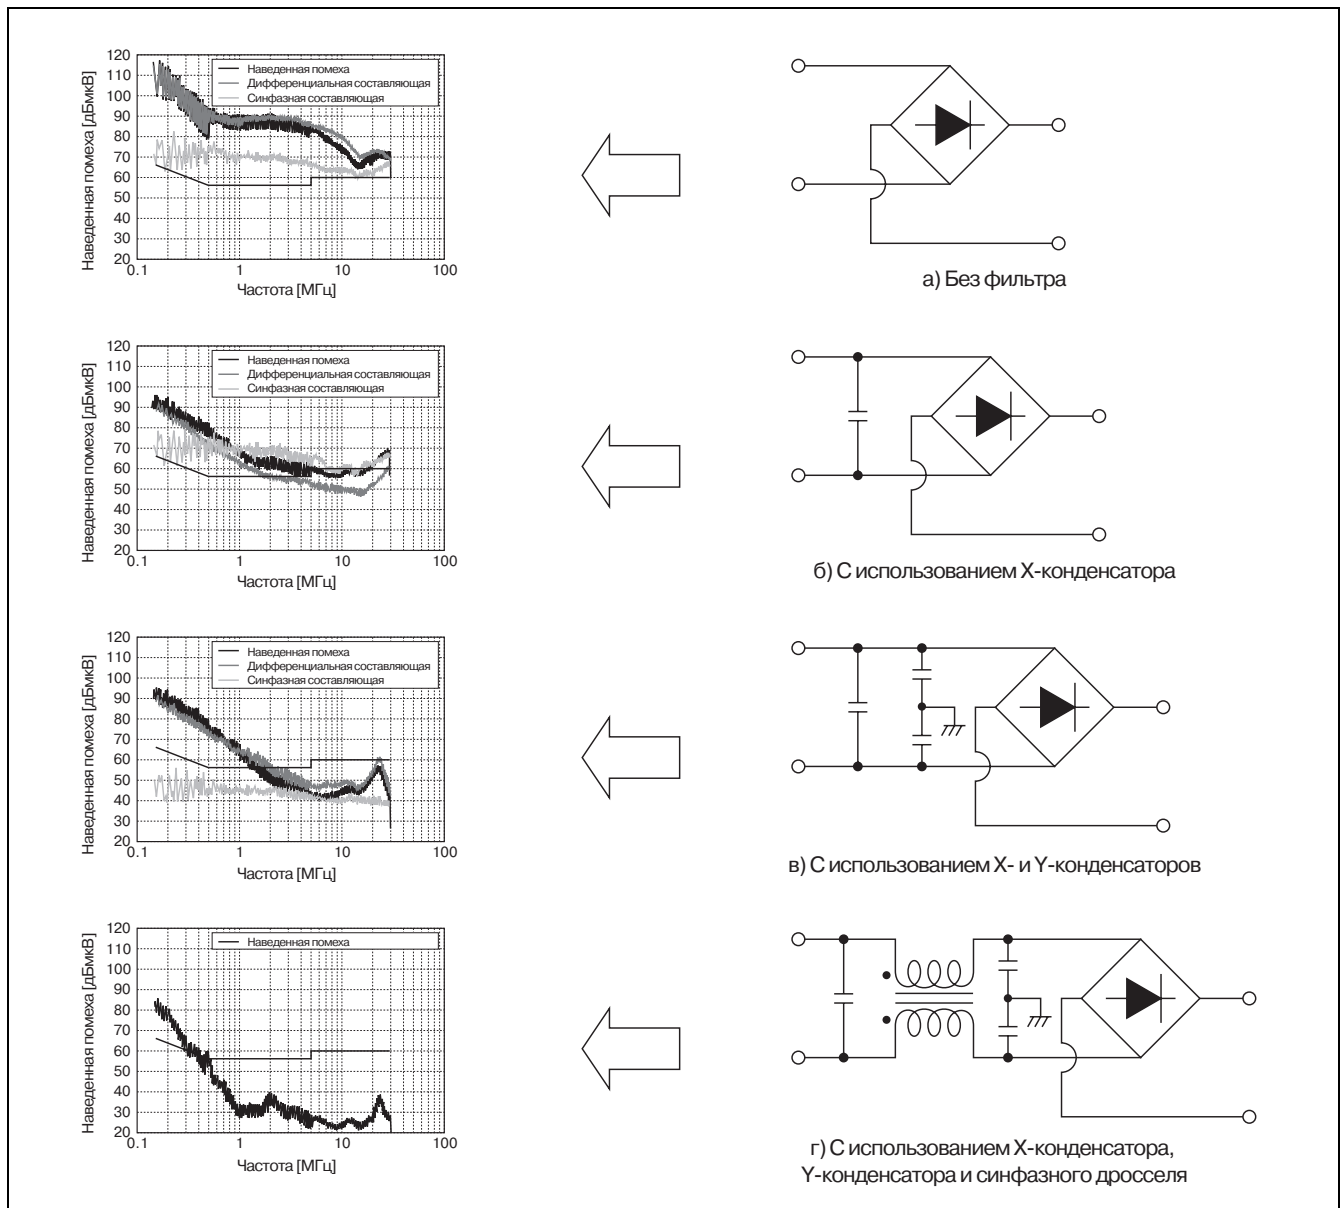 120
110
100
90
80
70
60
50
40
30
20
Наведенная помеха [дБмкВ]
Наведенная помеха
Дифференциальная составляющая
Синфазная составляющая
0.1 1 10 100
Частота [МГц]
а) Без фильтра
120
110
100
90
80
70
60
50
40
30
20
Наведенная помеха [дБмкВ]
Наведенная помеха
Дифференциальная составляющая
Синфазная составляющая
0.1 1 10 100
Частота [МГц]
б) С использованием X-конденсатора
120
110
100
90
80
70
60
50
40
30
20
Наведенная помеха [дБмкВ]
Наведенная помеха
Дифференциальная составляющая
Синфазная составляющая
0.1 1 10 100
Частота [МГц]
в) С использованием X- и Y-конденсаторов
120
110
100
90
80
70
60
50
40
30
20
Наведенная помеха [дБмкВ]
Наведенная помеха
0.1 1 10 100
Частота [МГц]
г) С использованием X-конденсатора,
Y-конденсатора и синфазного дросселя